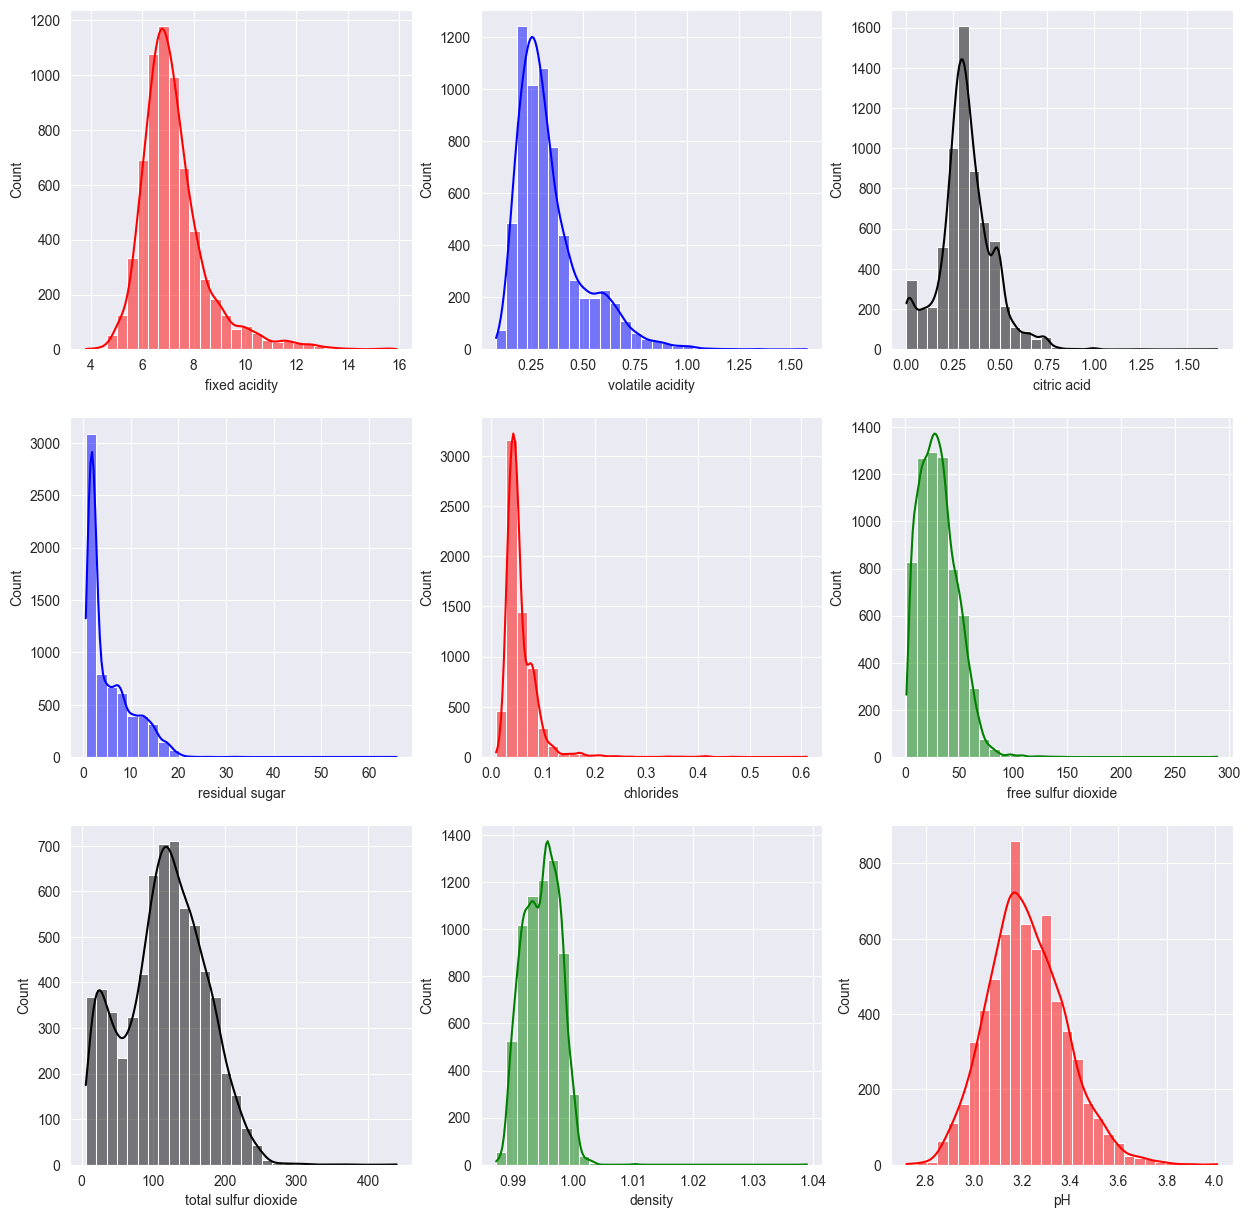 1200
1000
800
600
400
200
0
Count
4 6 8 10 12 14 16
fixed acidity
1200
1000
800
600
400
200
0
Count
0.25 0.50 0.75 1.00 1.25 1.50
volatile acidity
1600
1400
1200
1000
800
600
400
200
0
Count
0.00 0.25 0.50 0.75 1.00 1.25 1.50
citric acid
3000
2500
2000
1500
1000
500
0
Count
0 10 20 30 40 50 60
residual sugar
3000
2500
2000
1500
1000
500
0
Count
0.0 0.1 0.2 0.3 0.4 0.5 0.6
chlorides
1400
1200
1000
800
600
400
200
0
Count
0 50 100 150 200 250 300
free sulfur dioxide
700
600
500
400
300
200
100
0
Count
0 100 200 300 400
total sulfur dioxide
1400
1200
1000
800
600
400
200
0
Count
0.99 1.00 1.01 1.02 1.03 1.04
density
800
600
400
200
0
Count
2.8 3.0 3.2 3.4 3.6 3.8 4.0
pH